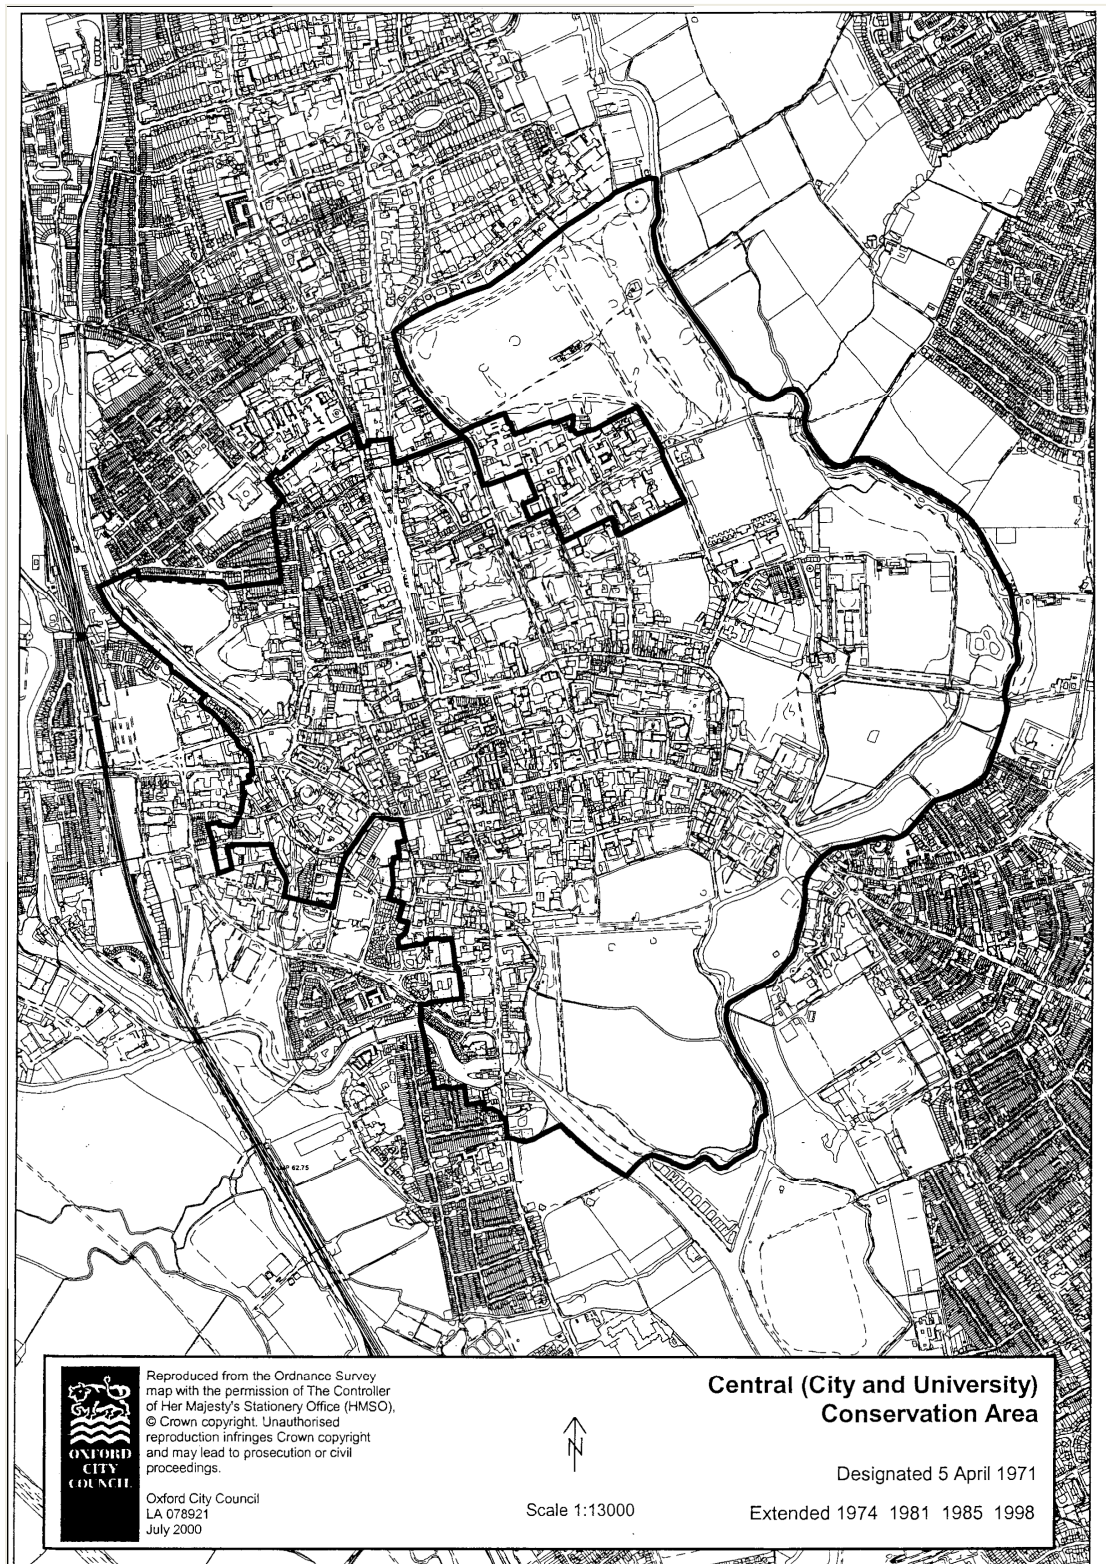 MP 62.75
OXFORD
CITY
COUNCIL
Reproduced from the Ordnance Survey
map with the permission of The Controller
of Her Majesty's Stationery Office (HMSO),
© Crown copyright. Unauthorised
reproduction infringes Crown copyright
and may lead to prosecution or civil
proceedings.
Oxford City Council
LA 078921
July 2000
N
Scale 1:13000
Central (City and University)
Conservation Area
Designated 5 April 1971
Extended 1974 1981 1985 1998